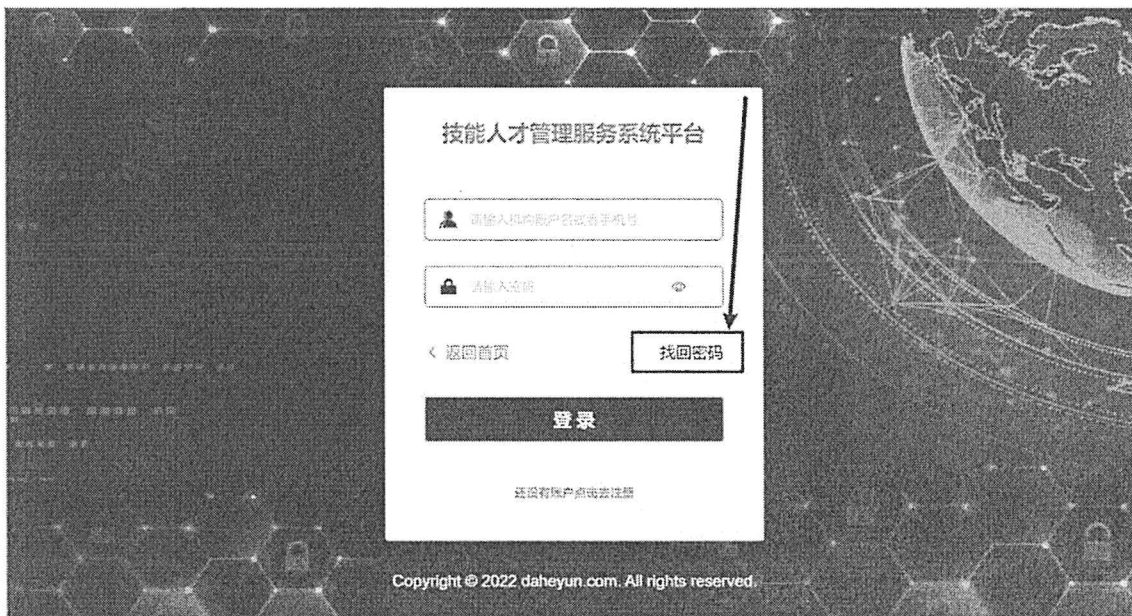 技能人才管理服务系统平台
请输入机构账户名或者手机号
请输入密码
< 返回首页
找回密码
登录
还没有账户点击去注册
Copyright © 2022 daheyun.com. All rights reserved.